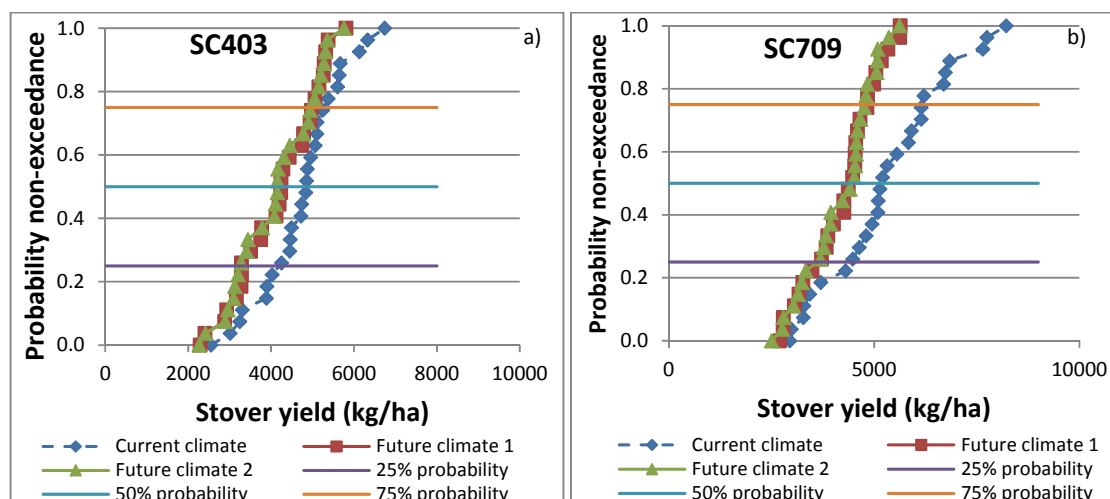 SC403
a)
Probability non-exceedance
1.0
0.8
0.6
0.4
0.2
0.0
0 2000 4000 6000 8000 10000
Stover yield (kg/ha)
Current climate Future climate 1
Future climate 2 25% probability
50% probability 75% probability
SC709
b)
Probability non-exceedance
1.0
0.8
0.6
0.4
0.2
0.0
0 5000 10000
Stover yield (kg/ha)
Current climate Future climate 1
Future climate 2 25% probability
50% probability 75% probability